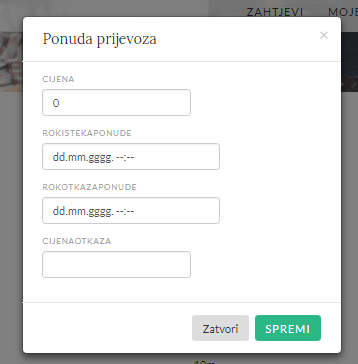 ZAHTJEVI MOJE
Ponuda prijevoza ×
CIJENA
0
ROKISTEKAPONUDE
dd.mm.gggg. --:--
ROKOTKAZAPONUDE
dd.mm.gggg. --:--
CIJENAOTKAZA
Zatvori SPREMI